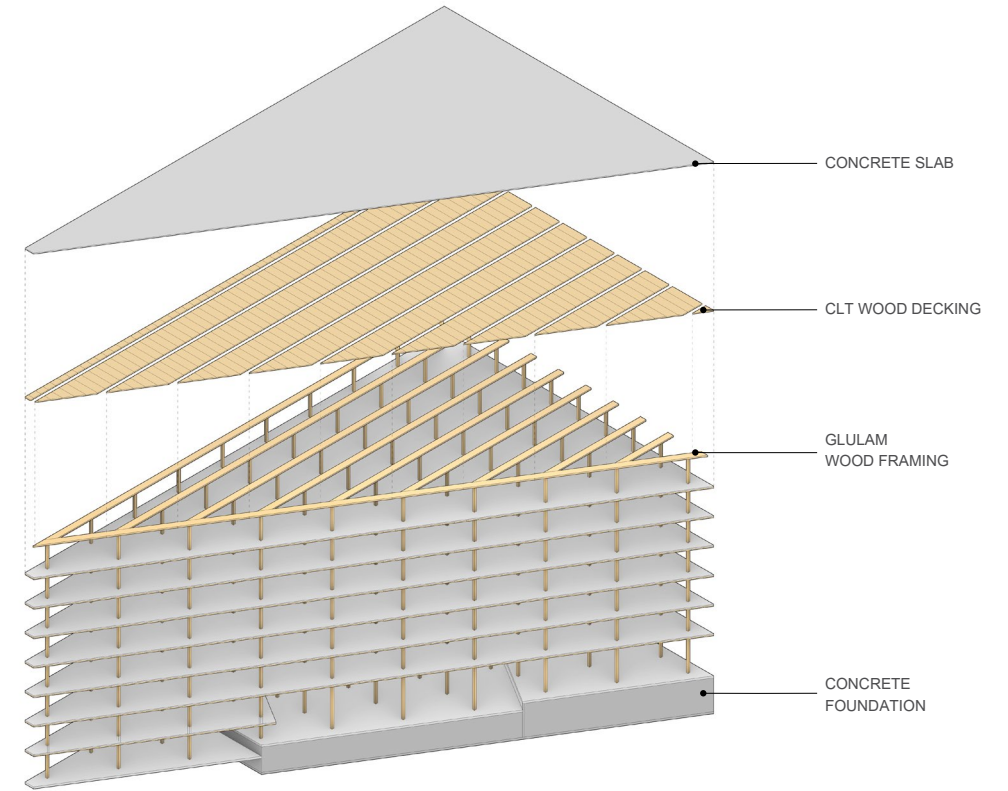 CONCRETE SLAB
CLT WOOD DECKING
GLULAM
WOOD FRAMING
CONCRETE
FOUNDATION